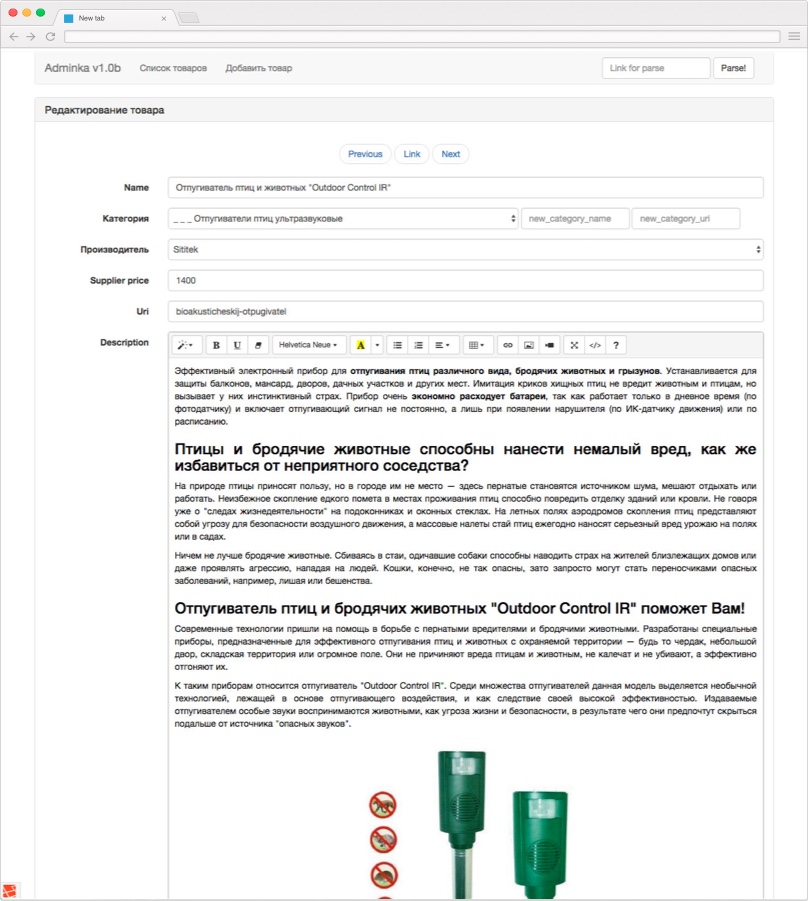 New tab
Adminka v1.0b Список товаров Добавить товар Link for parse Parse!
Редактирование товара
Previous Link Next
Name Отпугиватель птиц и животных "Outdoor Control IR"
Категория _ _ _ Отпугиватели птиц ультразвуковые new_category_name new_category_uri
Производитель Sititek
Supplier price 1400
Uri bioakusticheskij-otpugivatel
Description B U Helvetica Neue A </> ?
Эффективный электронный прибор для отпугивания птиц различного вида, бродячих животных и грызунов. Устанавливается для
защиты балконов, мансард, дворов, дачных участков и других мест. Имитация криков хищных птиц не вредит животным и птицам, но
вызывает у них инстинктивный страх. Прибор очень экономно расходует батареи, так как работает только в дневное время (по
фотодатчику) и включает отпугивающий сигнал не постоянно, а лишь при появлении нарушителя (по ИК-датчику движения) или по
расписанию.
Птицы и бродячие животные способны нанести немалый вред, как же
избавиться от неприятного соседства?
На природе птицы приносят пользу, но в городе им не место — здесь пернатые становятся источником шума, мешают отдыхать или
работать. Неизбежное скопление едкого помета в местах проживания птиц способно повредить отделку зданий или кровли. Не говоря
уже о "следах жизнедеятельности" на подоконниках и оконных стеклах. На летных полях аэродромов скопления птиц представляют
собой угрозу для безопасности воздушного движения, а массовые налеты стай птиц ежегодно наносят серьезный вред урожаю на полях
или в садах.
Ничем не лучше бродячие животные. Сбиваясь в стаи, одичавшие собаки способны наводить страх на жителей близлежащих домов или
даже проявлять агрессию, нападая на людей. Кошки, конечно, не так опасны, зато запросто могут стать переносчиками опасных
заболеваний, например, лишая или бешенства.
Отпугиватель птиц и бродячих животных "Outdoor Control IR" поможет Вам!
Современные технологии пришли на помощь в борьбе с пернатыми вредителями и бродячими животными. Разработаны специальные
приборы, предназначенные для эффективного отпугивания птиц и животных с охраняемой территории — будь то чердак, небольшой
двор, складская территория или огромное поле. Они не причиняют вреда птицам и животным, не калечат и не убивают, а эффективно
отгоняют их.
К таким приборам относится отпугиватель "Outdoor Control IR". Среди множества отпугивателей данная модель выделяется необычной
технологией, лежащей в основе отпугивающего воздействия, и как следствие своей высокой эффективностью. Издаваемые
отпугивателем особые звуки воспринимаются животными, как угроза жизни и безопасности, в результате чего они предпочтут скрыться
подальше от источника "опасных звуков".